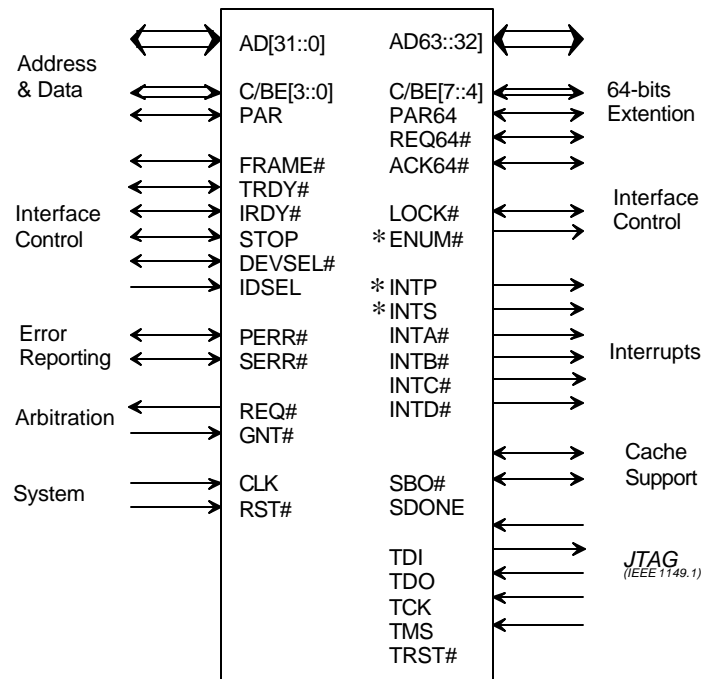 Address
& Data
Interface
Control
Error
Reporting
Arbitration
System
AD[31::0]
C/BE[3::0]
PAR
FRAME#
TRDY#
IRDY#
STOP
DEVSEL#
IDSEL
PERR#
SERR#
REQ#
GNT#
CLK
RST#
AD63::32]
C/BE[7::4]
PAR64
REQ64#
ACK64#
LOCK#
*ENUM#
*INTP
*INTS
INTA#
INTB#
INTC#
INTD#
SBO#
SDONE
TDI
TDO
TCK
TMS
TRST#
64-bits
Extention
Interface
Control
Interrupts
Cache
Support
JTAG
(IEEE 1149.1)